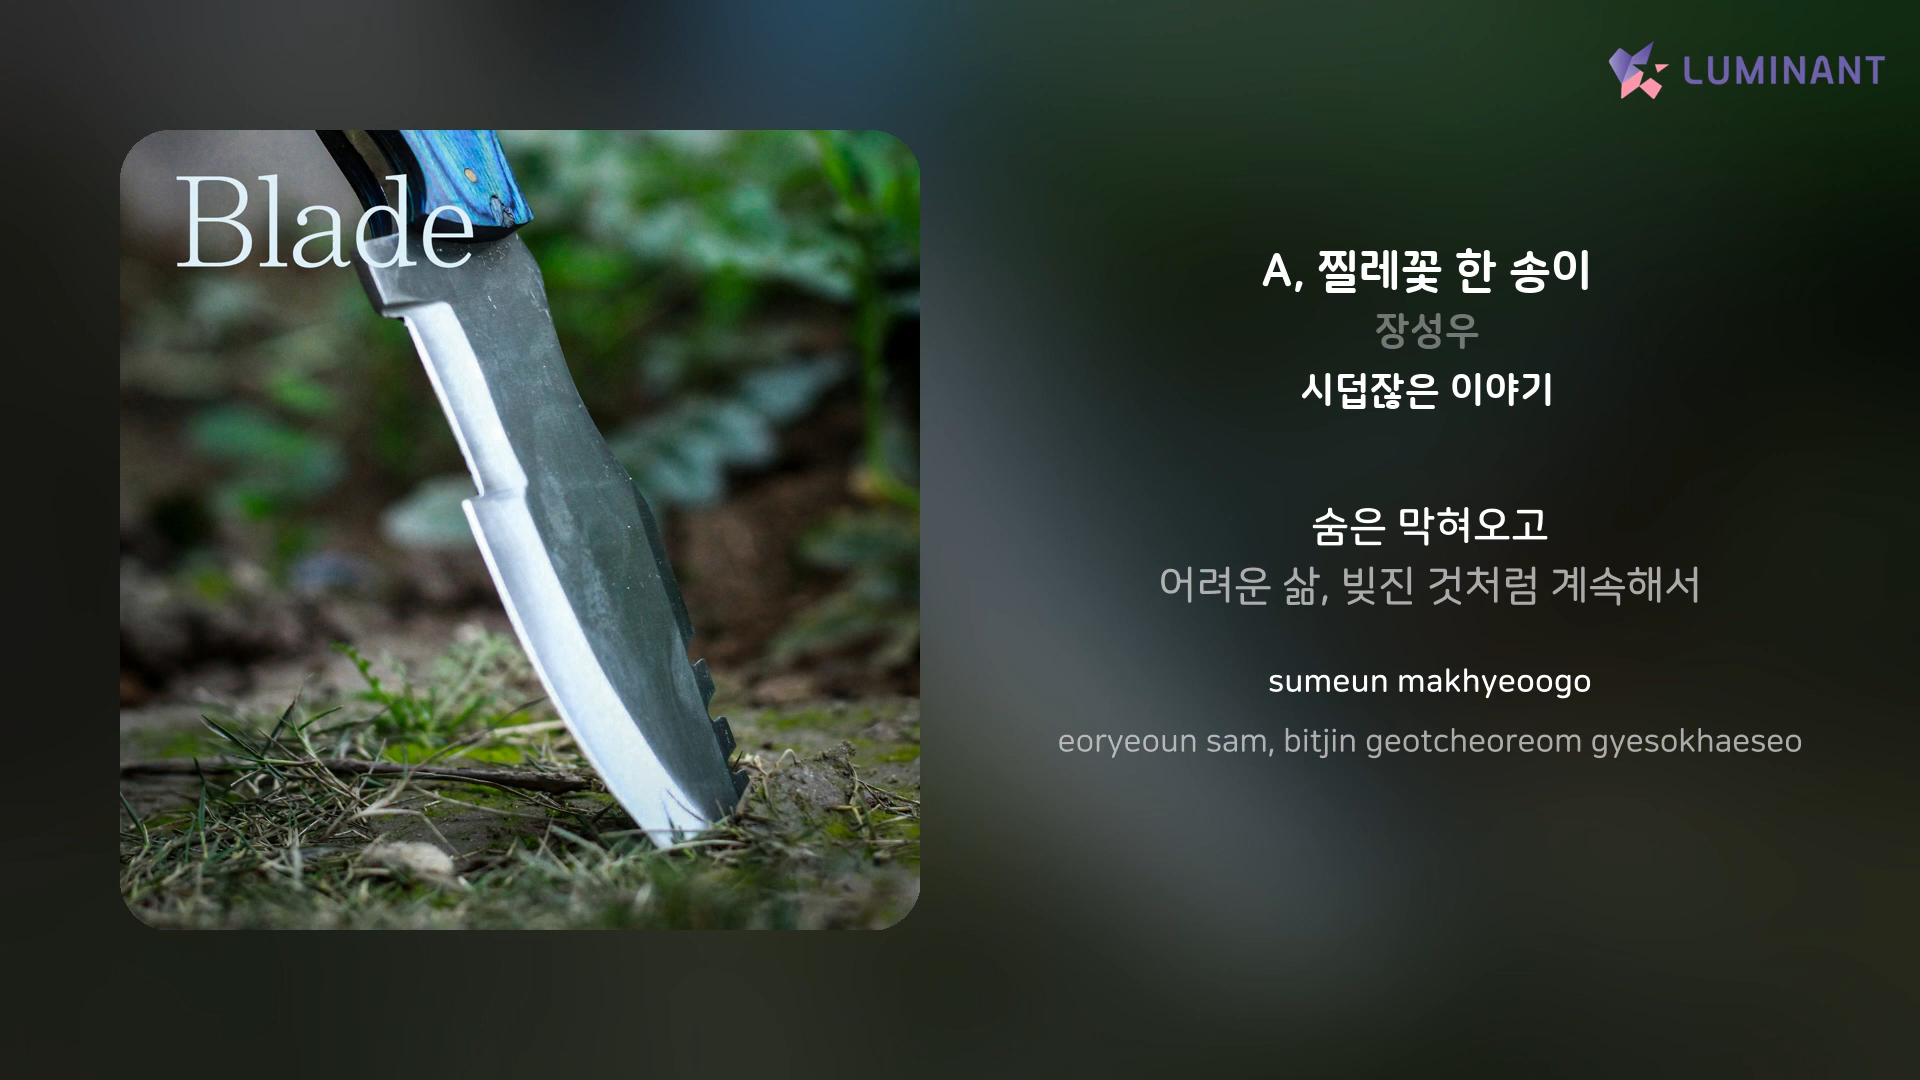 LUMINANT
Blade
A, 찔레꽃 한 송이
장성우
시덥잖은 이야기
숨은 막혀오고
어려운 삶, 빚진 것처럼 계속해서
sumeun makhyeoogo
eoryeoun sam, bitjin geotcheoreom gyesokhaeseo